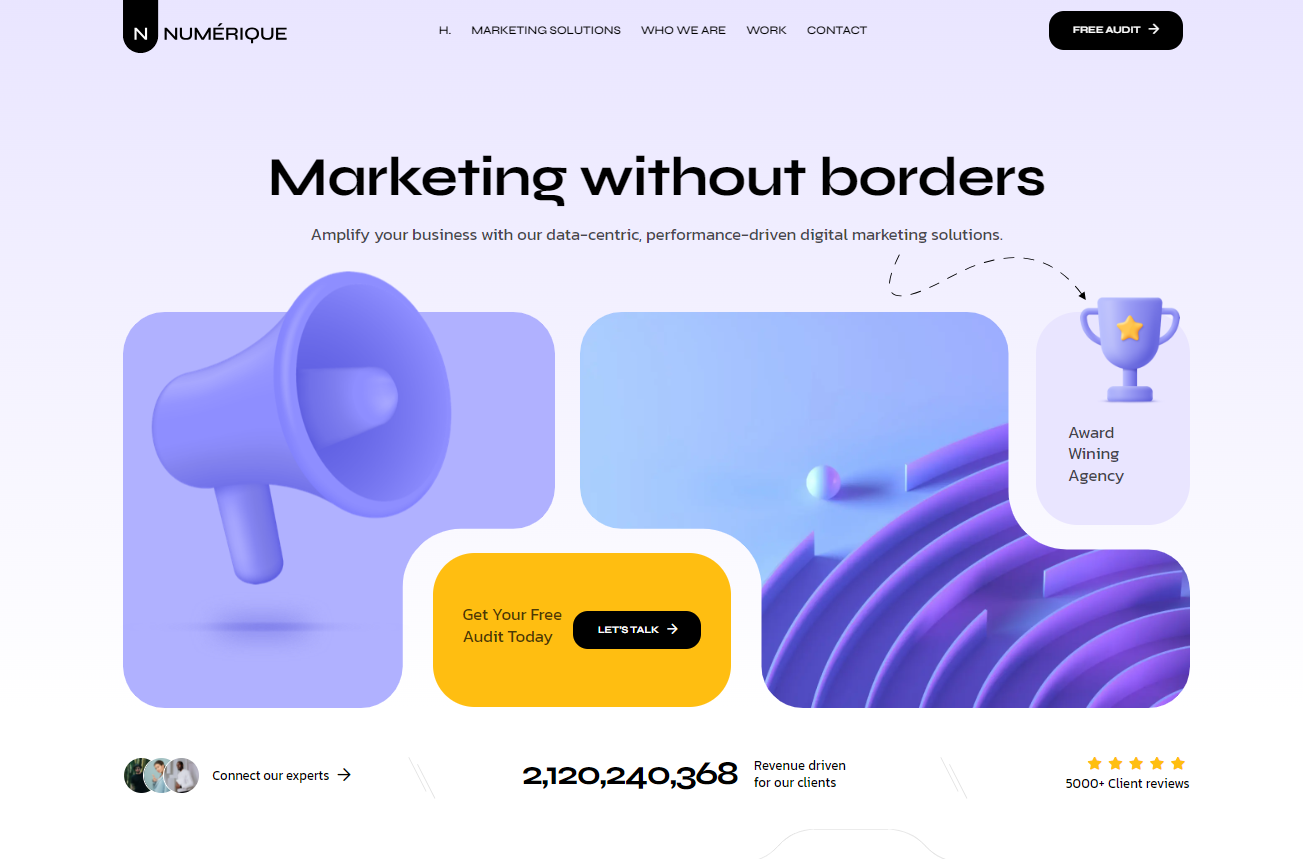 N NUMÉRIQUE
H. MARKETING SOLUTIONS WHO WE ARE WORK CONTACT
FREE AUDIT
Marketing without borders
Amplify your business with our data-centric, performance-driven digital marketing solutions.
Award
Wining
Agency
Get Your Free
Audit Today
LET'S TALK
Connect our experts
2,120,240,368
Revenue driven
for our clients
5000+ Client reviews